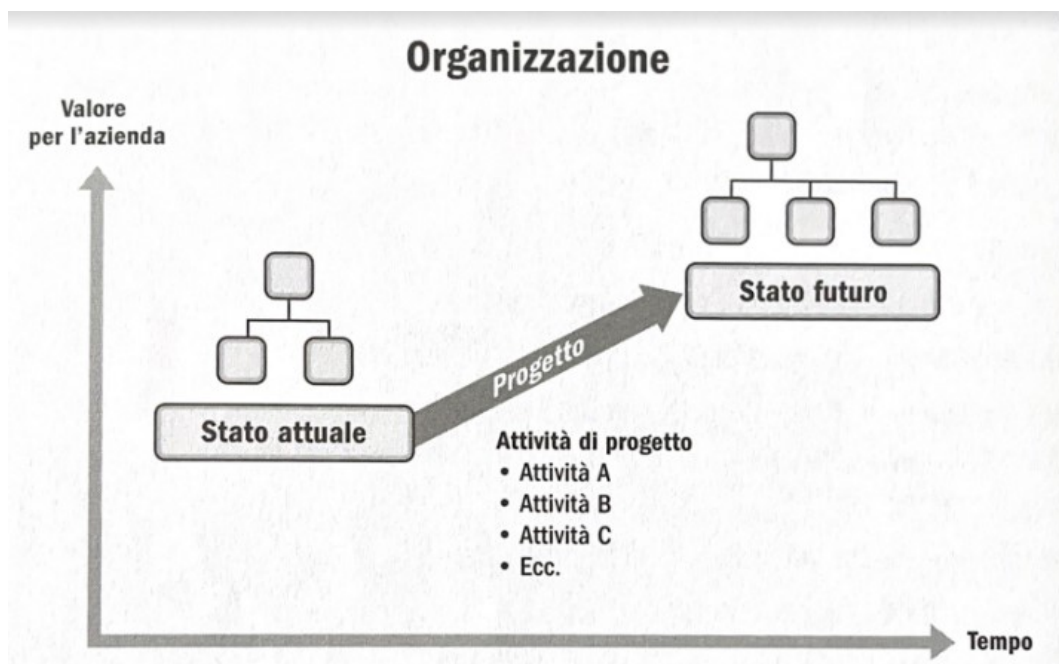 Organizzazione
Valore
per l'azienda
Stato futuro
Progetto
Stato attuale
Attività di progetto
• Attività A
• Attività B
• Attività C
• Ecc.
Tempo